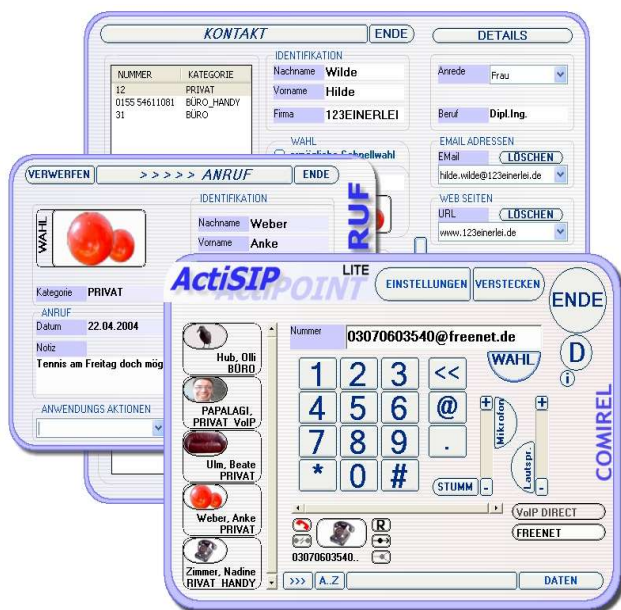 KONTAKT
ENDE
DETAILS
NUMMER KATEGORIE
12 PRIVAT
0155 54611081 BÜRO_HANDY
31 BÜRO
IDENTIFIKATION
Nachname Wilde
Vorname Hilde
Firma 123EINERLEI
WAHL
Anrede Frau
Beruf Dipl.Ing.
EMAIL ADRESSEN
EMail LÖSCHEN
hilde.wilde@123einerlei.de
WEB SEITEN
URL LÖSCHEN
www.123einerlei.de
VERWERFEN
>>>>> ANRUF
ENDE
WAHL
IDENTIFIKATION
Nachname Weber
Vorname Anke
Kategorie PRIVAT
ANRUF
Datum 22.04.2004
Notiz
Tennis am Freitag doch mög
ANWENDUNGS AKTIONEN
RUF
ActiSIP
LITE
ActiPOINT
EINSTELLUNGEN
VERSTECKEN
ENDE
D
i
COMIREL
Hub, Olli
BÜRO
PAPALAGI,
PRIVAT VoIP
Ulm, Beate
PRIVAT
Weber, Anke
PRIVAT
Zimmer, Nadine
RIVAT HANDY
Nummer 03070603540@freenet.de
1 2 3 <<
4 5 6 @
7 8 9 .
* 0 #
WAHL
STUMM
+ Mikrofon -
+ Lautspr. -
R
03070603540..
VoIP DIRECT
FREENET
>>> A..Z
DATEN